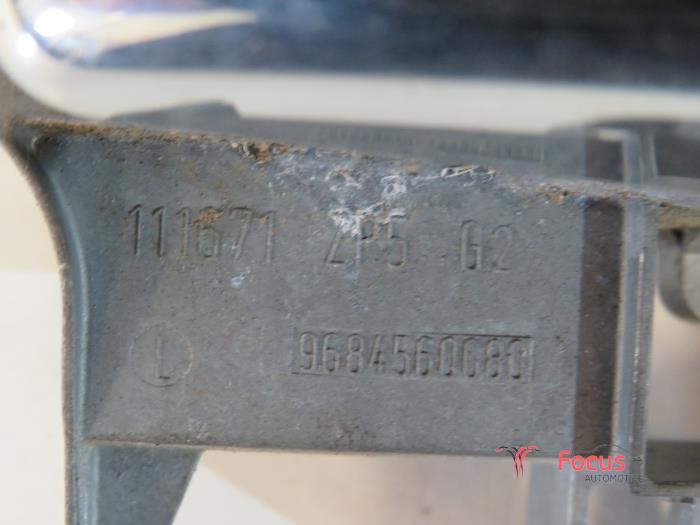 111671 ZP5 G2
L
9684560080
Focus
AUTOMOTIVE